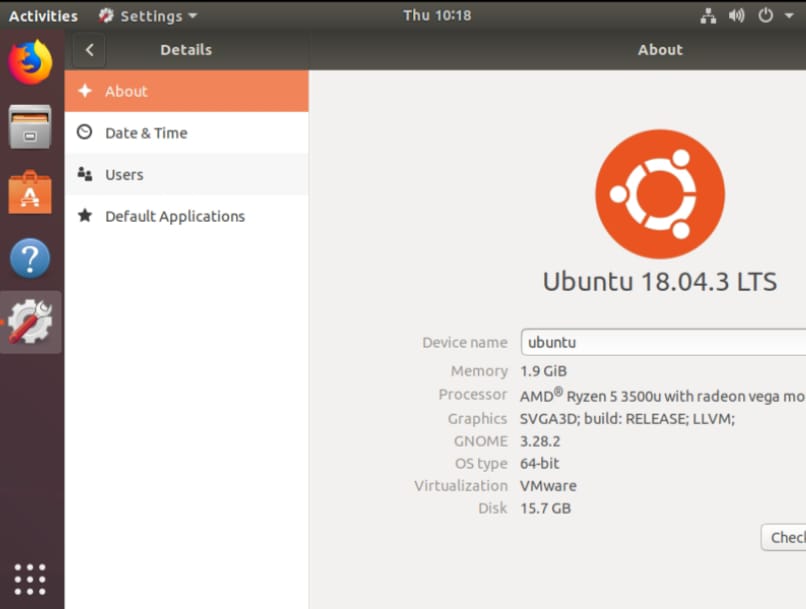 Activities Settings Thu 10:18
Details About
About
Date & Time
Users
Default Applications
Ubuntu 18.04.3 LTS
Device name ubuntu
Memory 1.9 GiB
Processor AMD® Ryzen 5 3500u with radeon vega mo
Graphics SVGA3D; build: RELEASE; LLVM;
GNOME 3.28.2
OS type 64-bit
Virtualization VMware
Disk 15.7 GB
Check